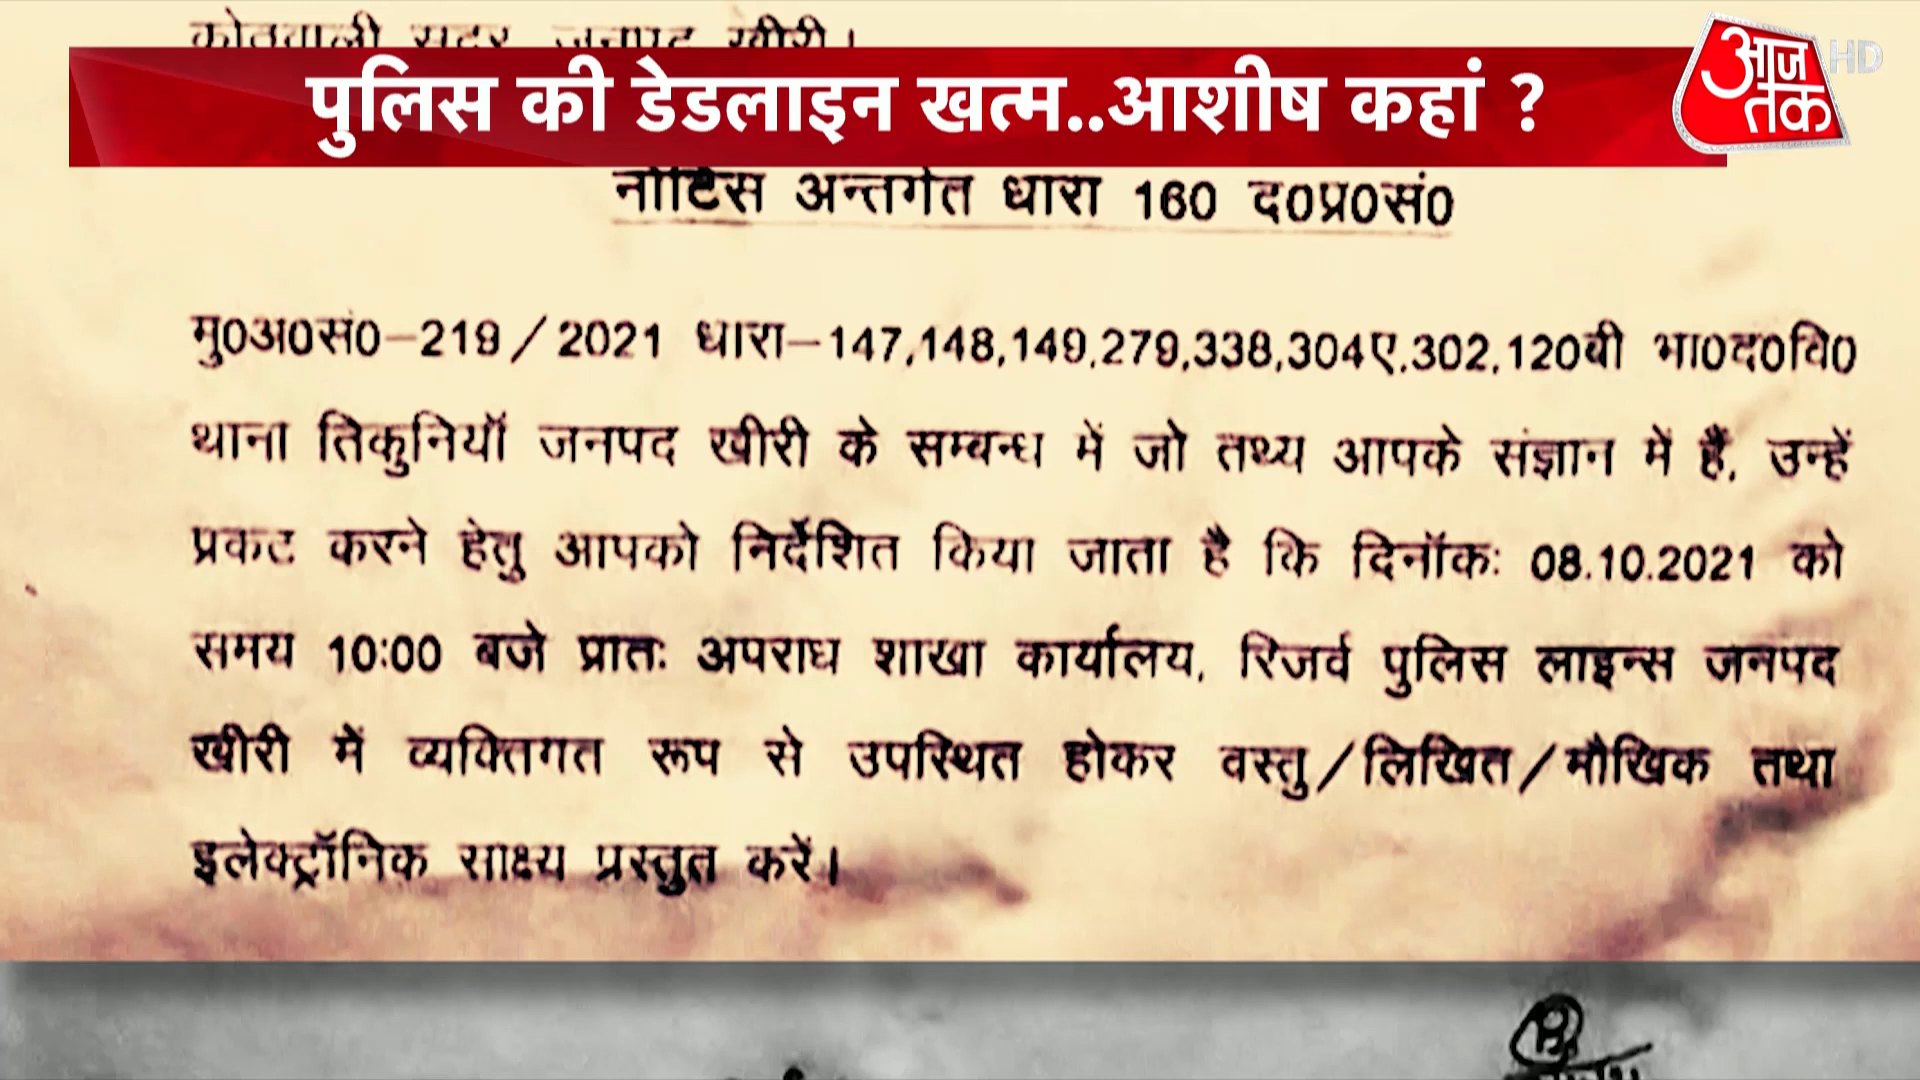 कोतवाली सदर, जनपद खीरी।
पुलिस की डेडलाइन खत्म..आशीष कहां ?
आज तक HD
नोटिस अन्तर्गत धारा 160 द0प्र0सं0
मु0अ0सं0-219/2021 धारा-147,148,149,279,338,304ए,302,120बी भा0द0वि0
थाना तिकुनियॉ जनपद खीरी के सम्बन्ध में जो तथ्य आपके संज्ञान में हैं, उन्हें
प्रकट करने हेतु आपको निर्देशित किया जाता है कि दिनॉकः 08.10.2021 को
समय 10:00 बजे प्रातः अपराध शाखा कार्यालय, रिजर्व पुलिस लाइन्स जनपद
खीरी में व्यक्तिगत रूप से उपस्थित होकर वस्तु/लिखित/मौखिक तथा
इलेक्ट्रॉनिक साक्ष्य प्रस्तुत करें।